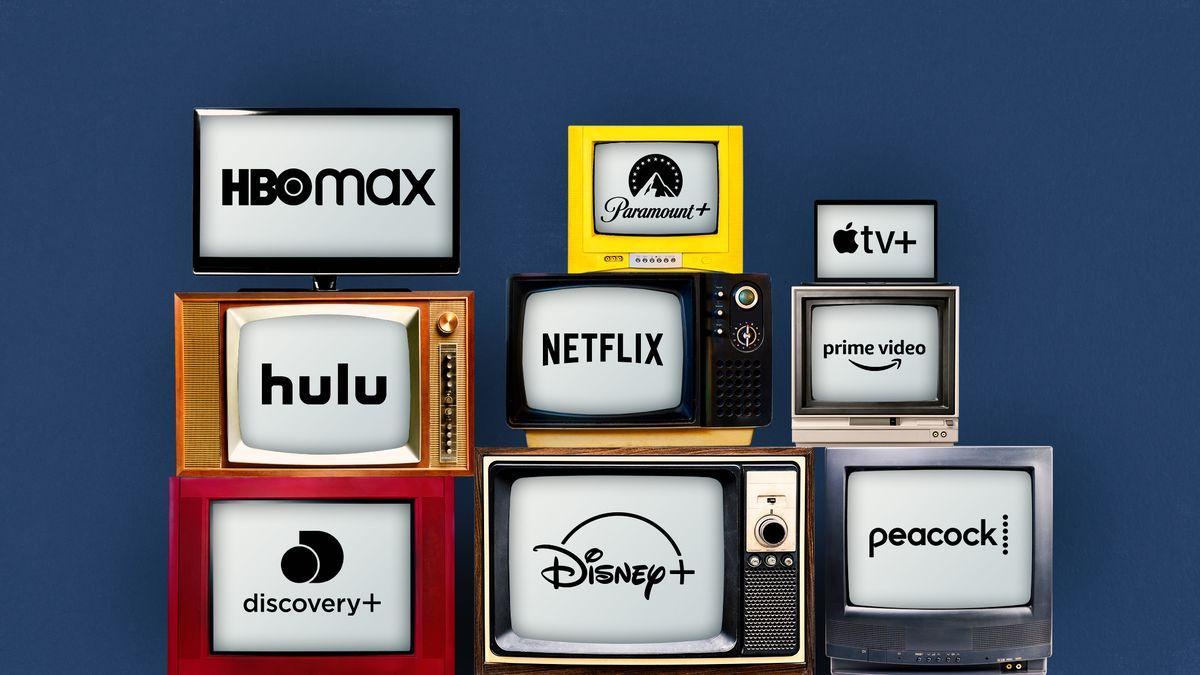 HBOmax
Paramount+
tv+
hulu
NETFLIX
prime video
discovery+
Disney+
peacock